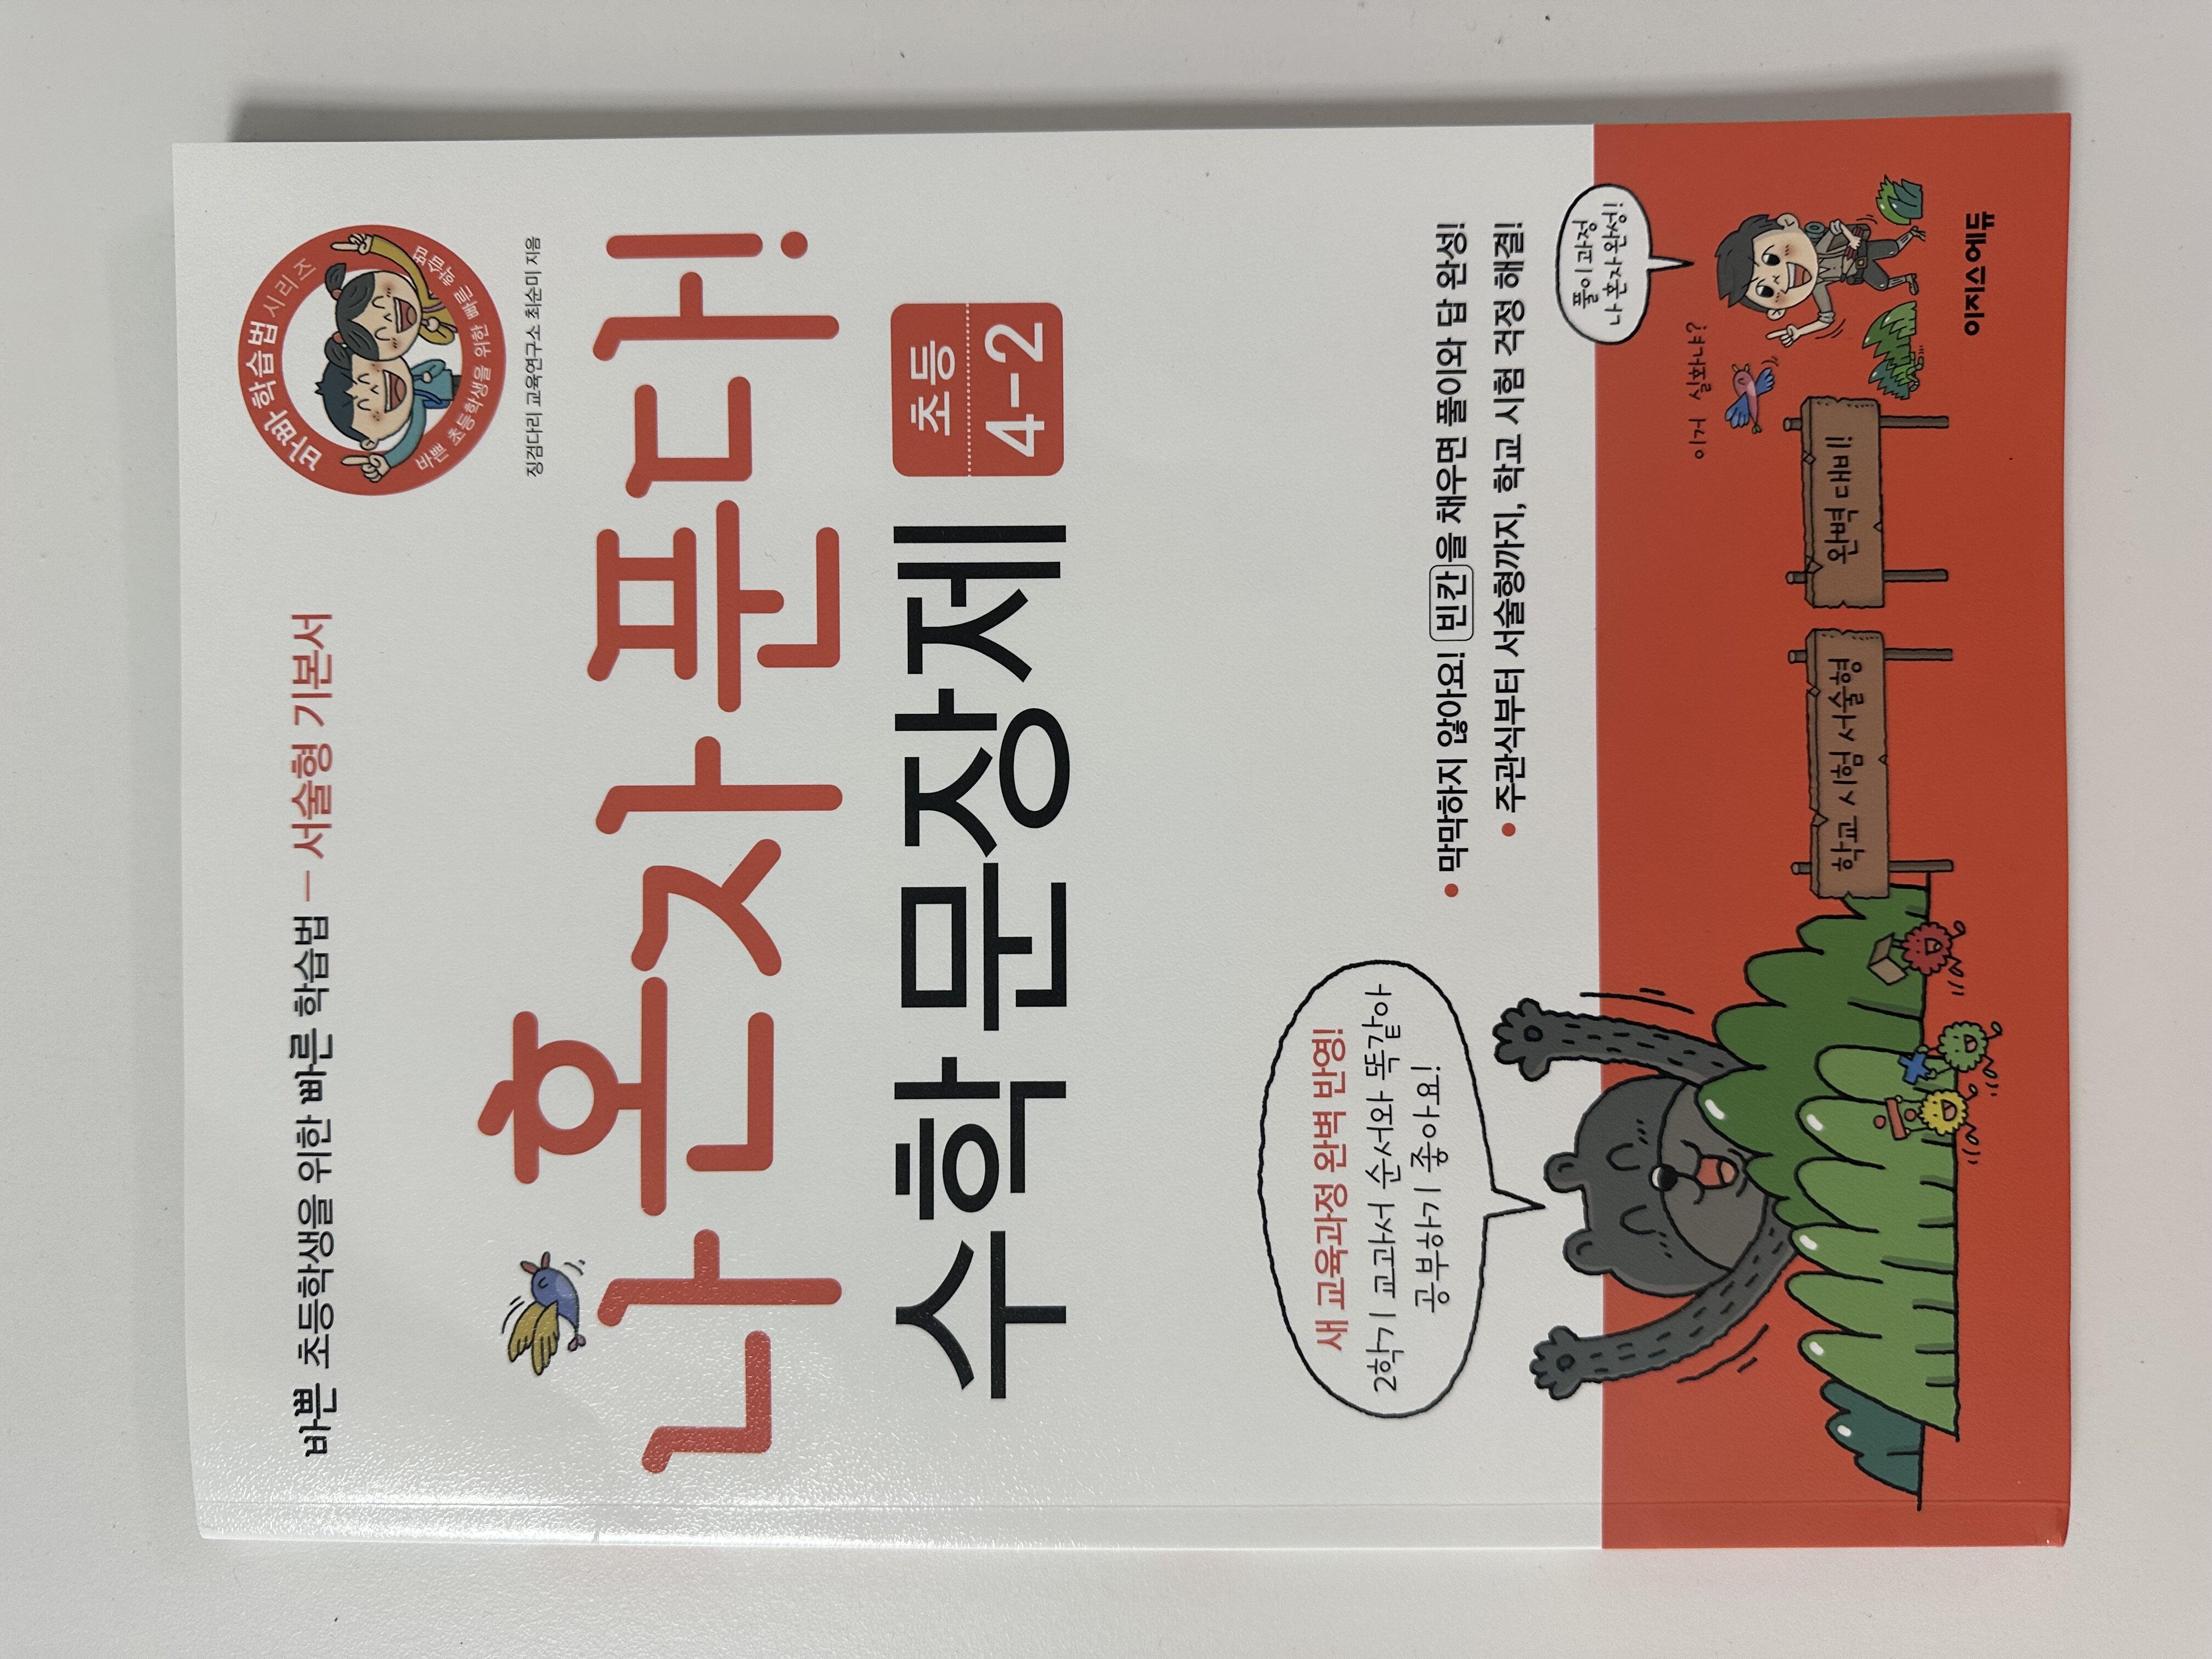 바쁜 초등학생을 위한 빠른 학습법 – 서술형 기본서
바빠 학습법 시리즈
바쁜 초등학생을 위한 빠른 학습법
징검다리 교육연구소 최순미 지음
나 혼자 푼다!
수학 문장제
초등
4-2
새 교육과정 완벽 반영!
2학기 교과서 순서와 똑같아
공부하기 좋아요!
• 막막하지 않아요! 빈칸을 채우면 풀이와 답 완성!
• 주관식부터 서술형까지, 학교 시험 걱정 해결!
풀이 과정
나 혼자 완성!
이거 실화냐?
학교 시험 서술형
완벽 대비!
이지스에듀